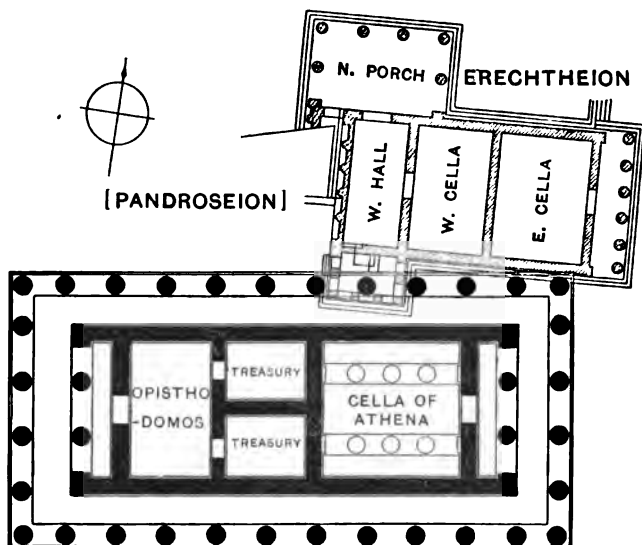 N. PORCH
ERECHTHEION
[PANDROSEION]
W. HALL
W. CELLA
E. CELLA
OPISTHO
-DOMOS
TREASURY
TREASURY
CELLA OF
ATHENA